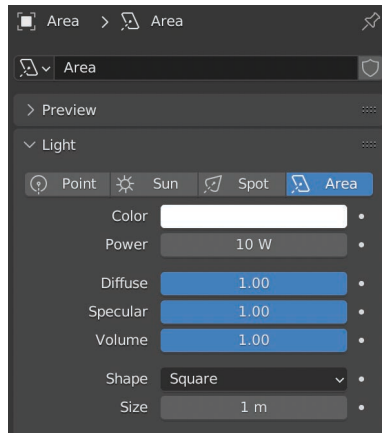 Area > Area
Area
Preview
Light
Point Sun Spot Area
Color
Power 10 W
Diffuse 1.00
Specular 1.00
Volume 1.00
Shape Square
Size 1 m